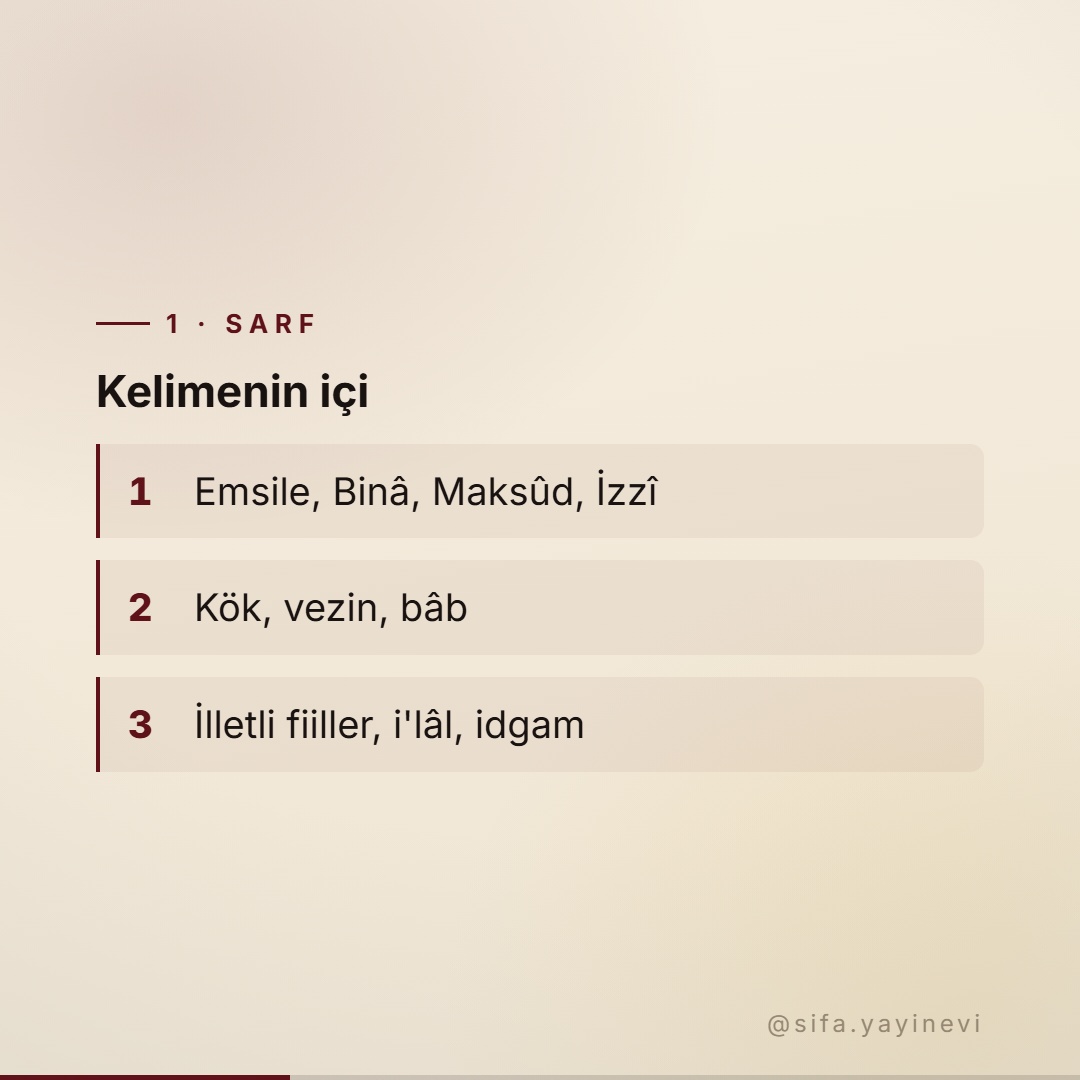 1 · SARF
Kelimenin içi
1 Emsile, Binâ, Maksûd, İzzî
2 Kök, vezin, bâb
3 İlletli fiiller, i'lâl, idgam
@sifa.yayinevi